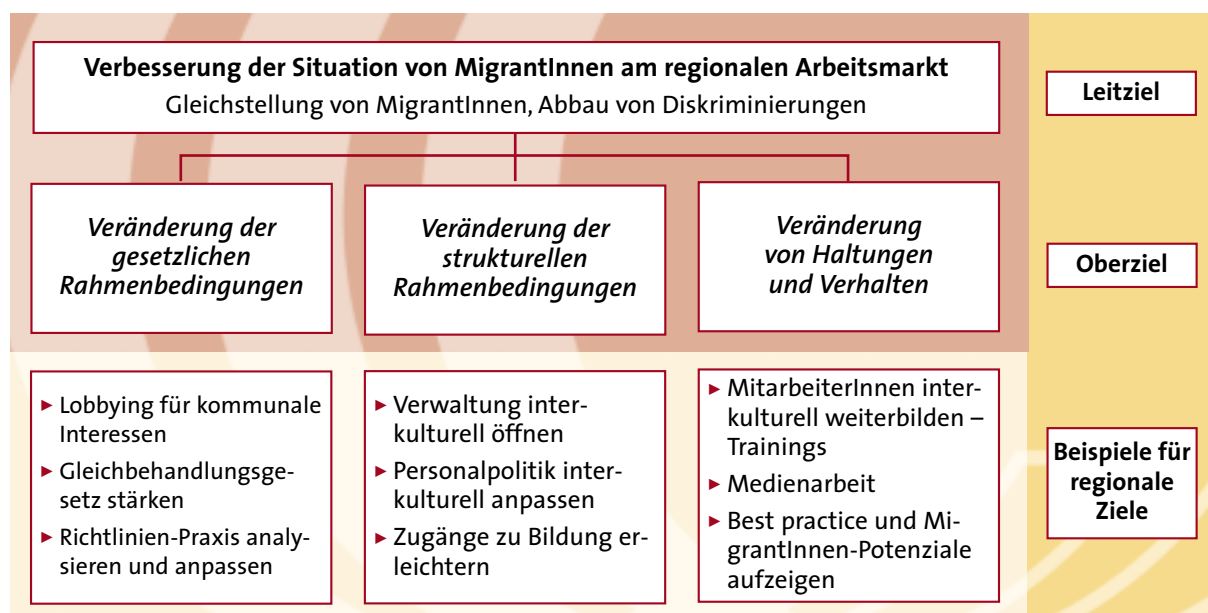 Verbesserung der Situation von MigrantInnen am regionalen Arbeitsmarkt
Gleichstellung von MigrantInnen, Abbau von Diskriminierungen
Leitziel
Veränderung der
gesetzlichen
Rahmenbedingungen
Veränderung der
strukturellen
Rahmenbedingungen
Veränderung
von Haltungen
und Verhalten
Oberziel
▸ Lobbying für kommunale
Interessen
▸ Gleichbehandlungsge-
setz stärken
▸ Richtlinien-Praxis analy-
sieren und anpassen
▸ Verwaltung inter-
kulturell öffnen
▸ Personalpolitik inter-
kulturell anpassen
▸ Zugänge zu Bildung er-
leichtern
▸ MitarbeiterInnen inter-
kulturell weiterbilden –
Trainings
▸ Medienarbeit
▸ Best practice und Mi-
grantInnen-Potenziale
aufzeigen
Beispiele für
regionale
Ziele